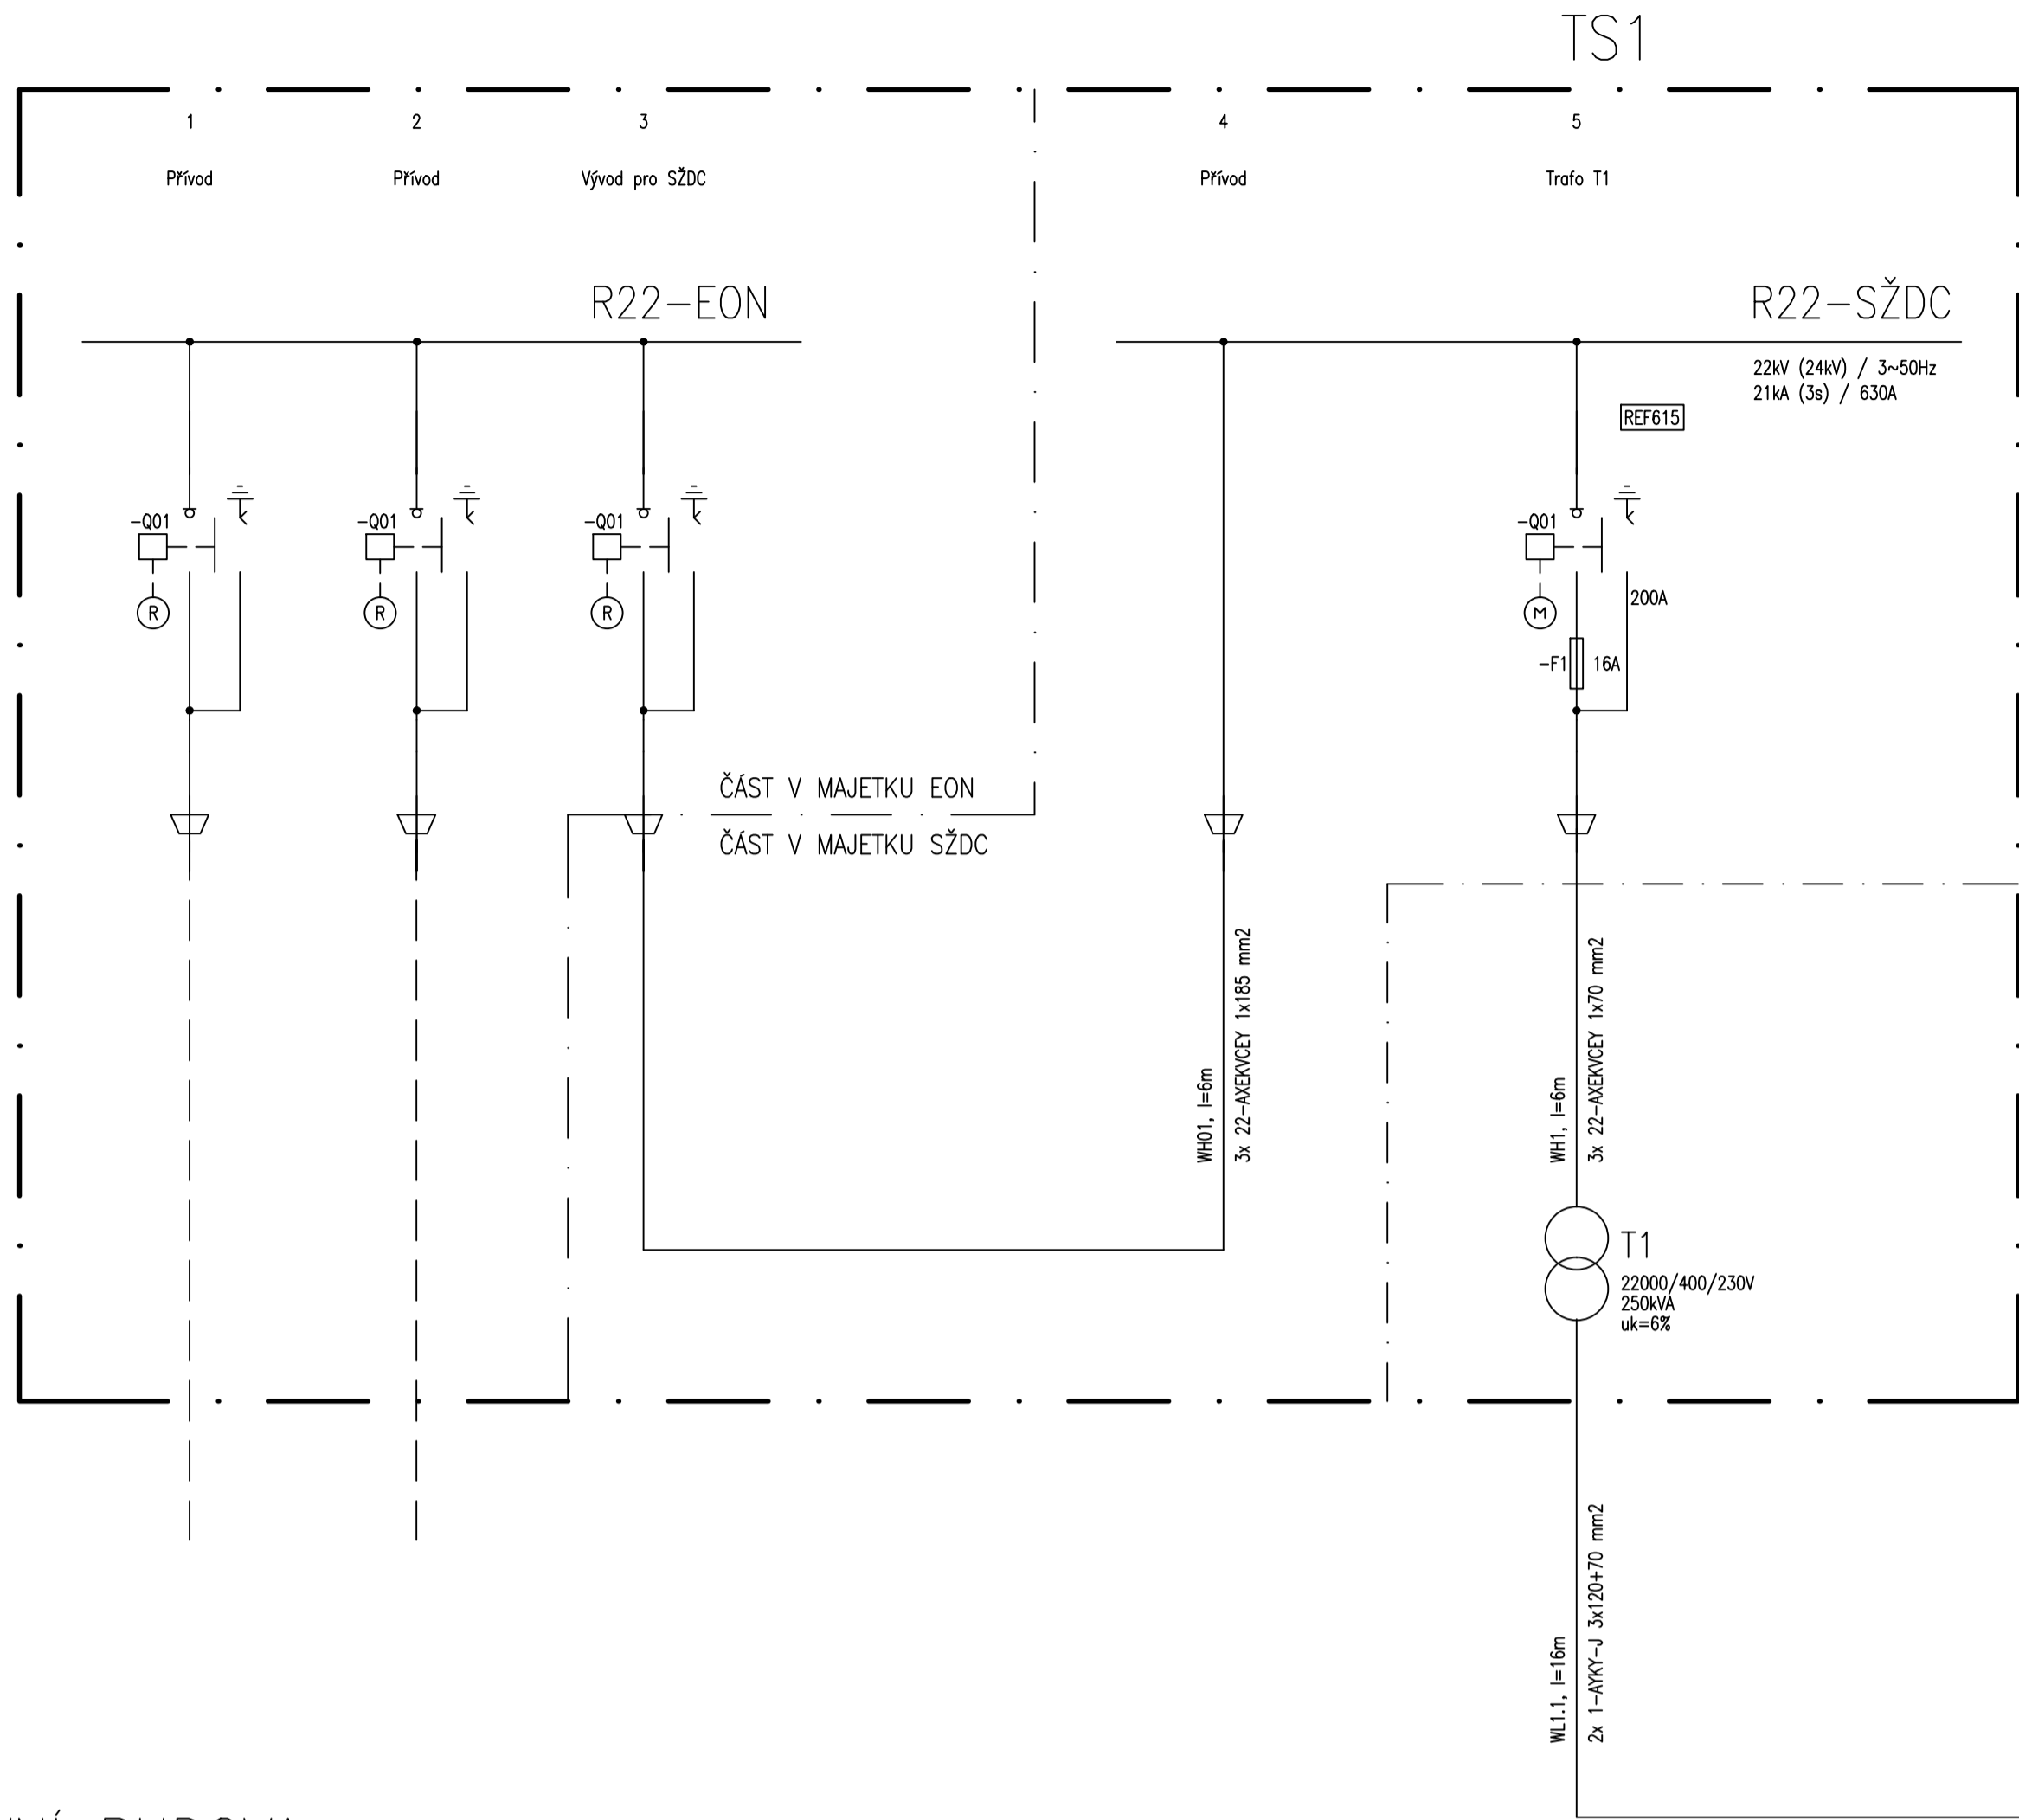 TS1
1
2
3
4
5
Přívod
Přívod
Vývod pro SŽDC
Přívod
Trafo T1
R22-EON
R22-SŽDC
22kV (24kV) / 3~50Hz
21kA (3s) / 630A
REF615
-Q01
-Q01
-Q01
-Q01
R
R
R
M
200A
-F1
16A
ČÁST V MAJETKU EON
ČÁST V MAJETKU SŽDC
WH01, l=6m
3x 22-AXEKVCEY 1x185 mm2
WH1, l=6m
3x 22-AXEKVCEY 1x70 mm2
T1
22000/400/230V
250kVA
uk=6%
WL1.1, l=16m
2x 1-AYKY-J 3x120+70 mm2